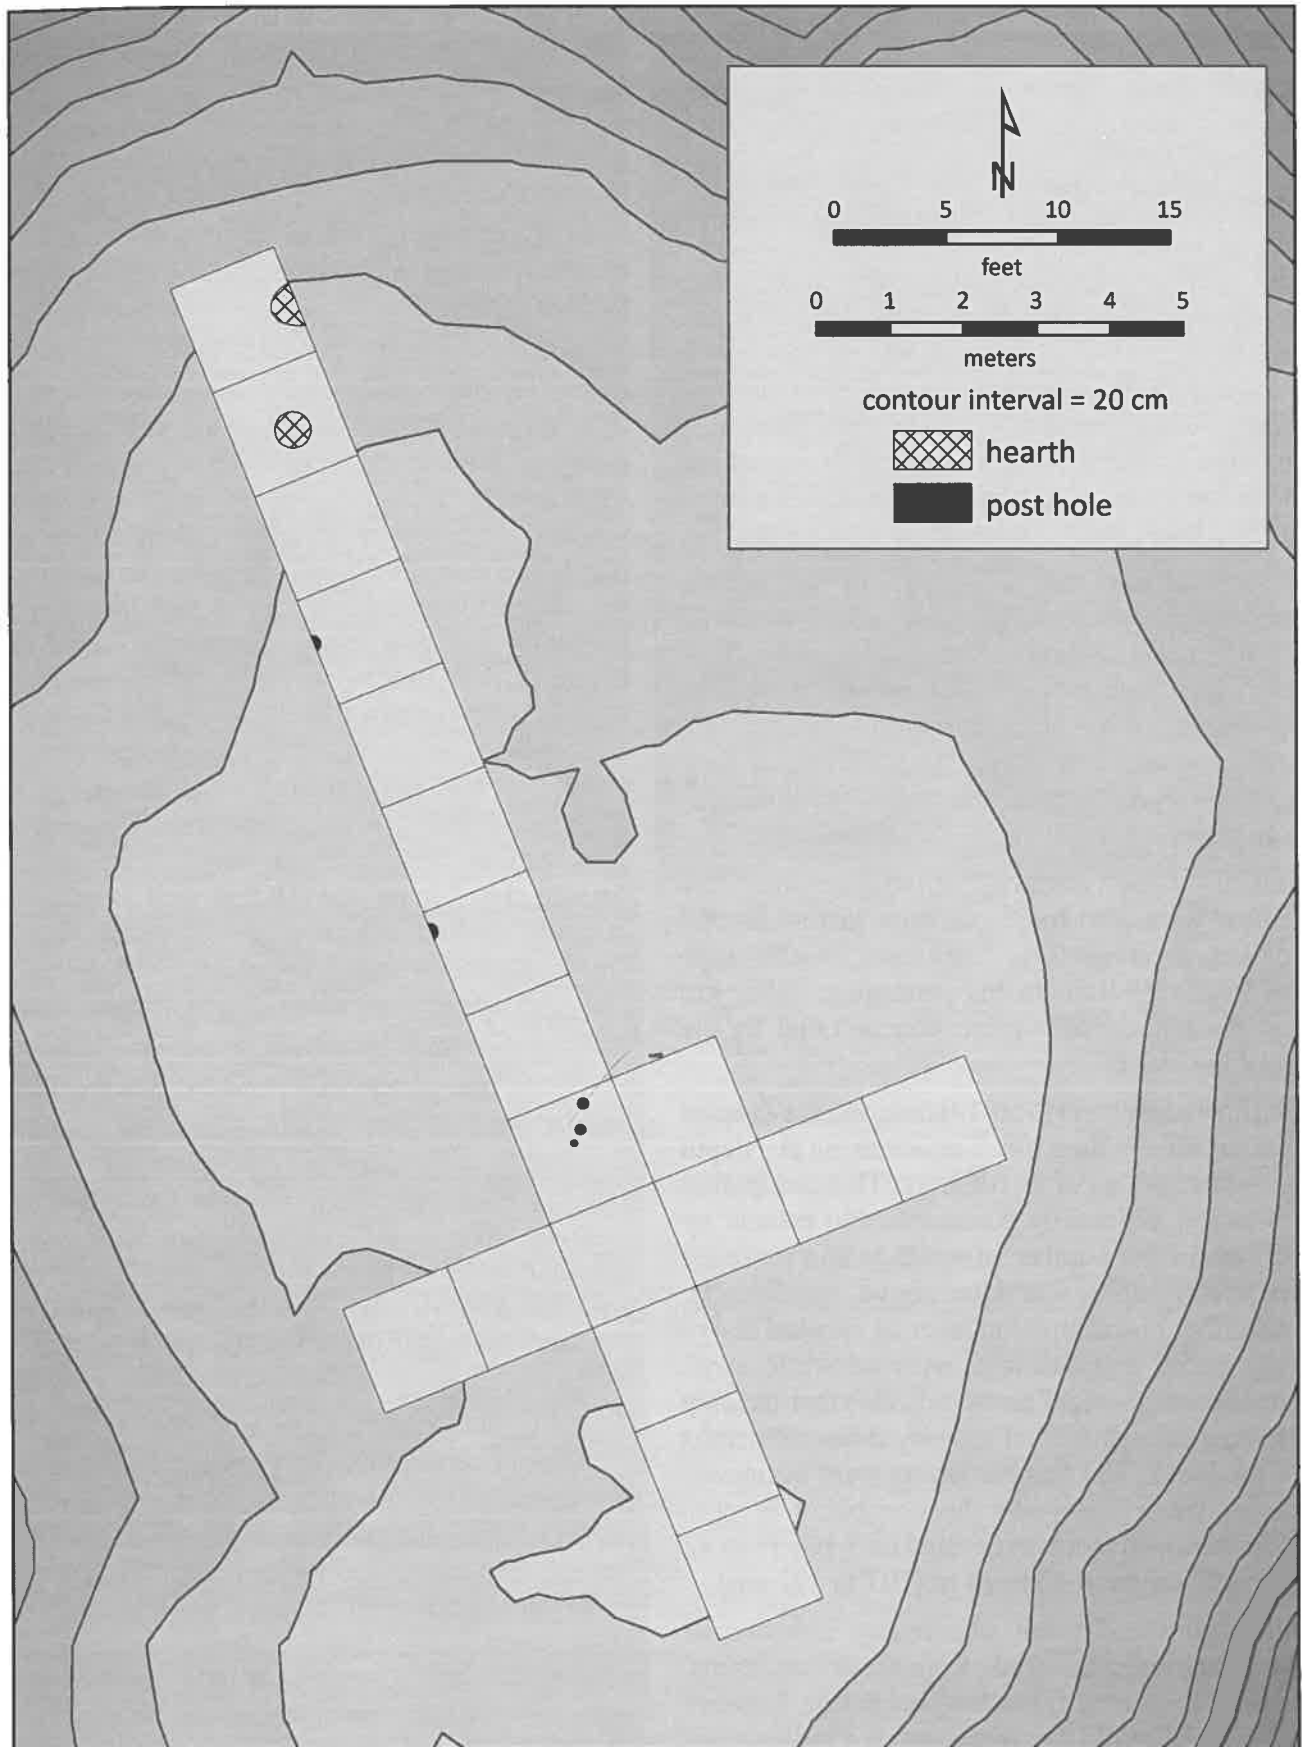 N
0 5 10 15
feet
0 1 2 3 4 5
meters
contour interval = 20 cm
hearth
post hole